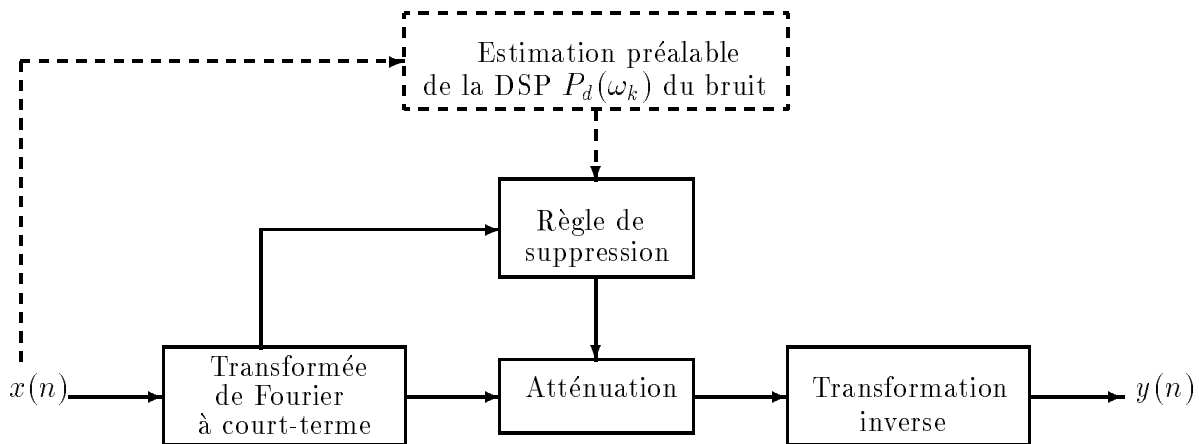 Estimation préalable
de la DSP $P_d(\omega_k)$ du bruit
Règle de
suppression
x(n)
Transformée
de Fourier
à court-terme
Atténuation
Transformation
inverse
y(n)